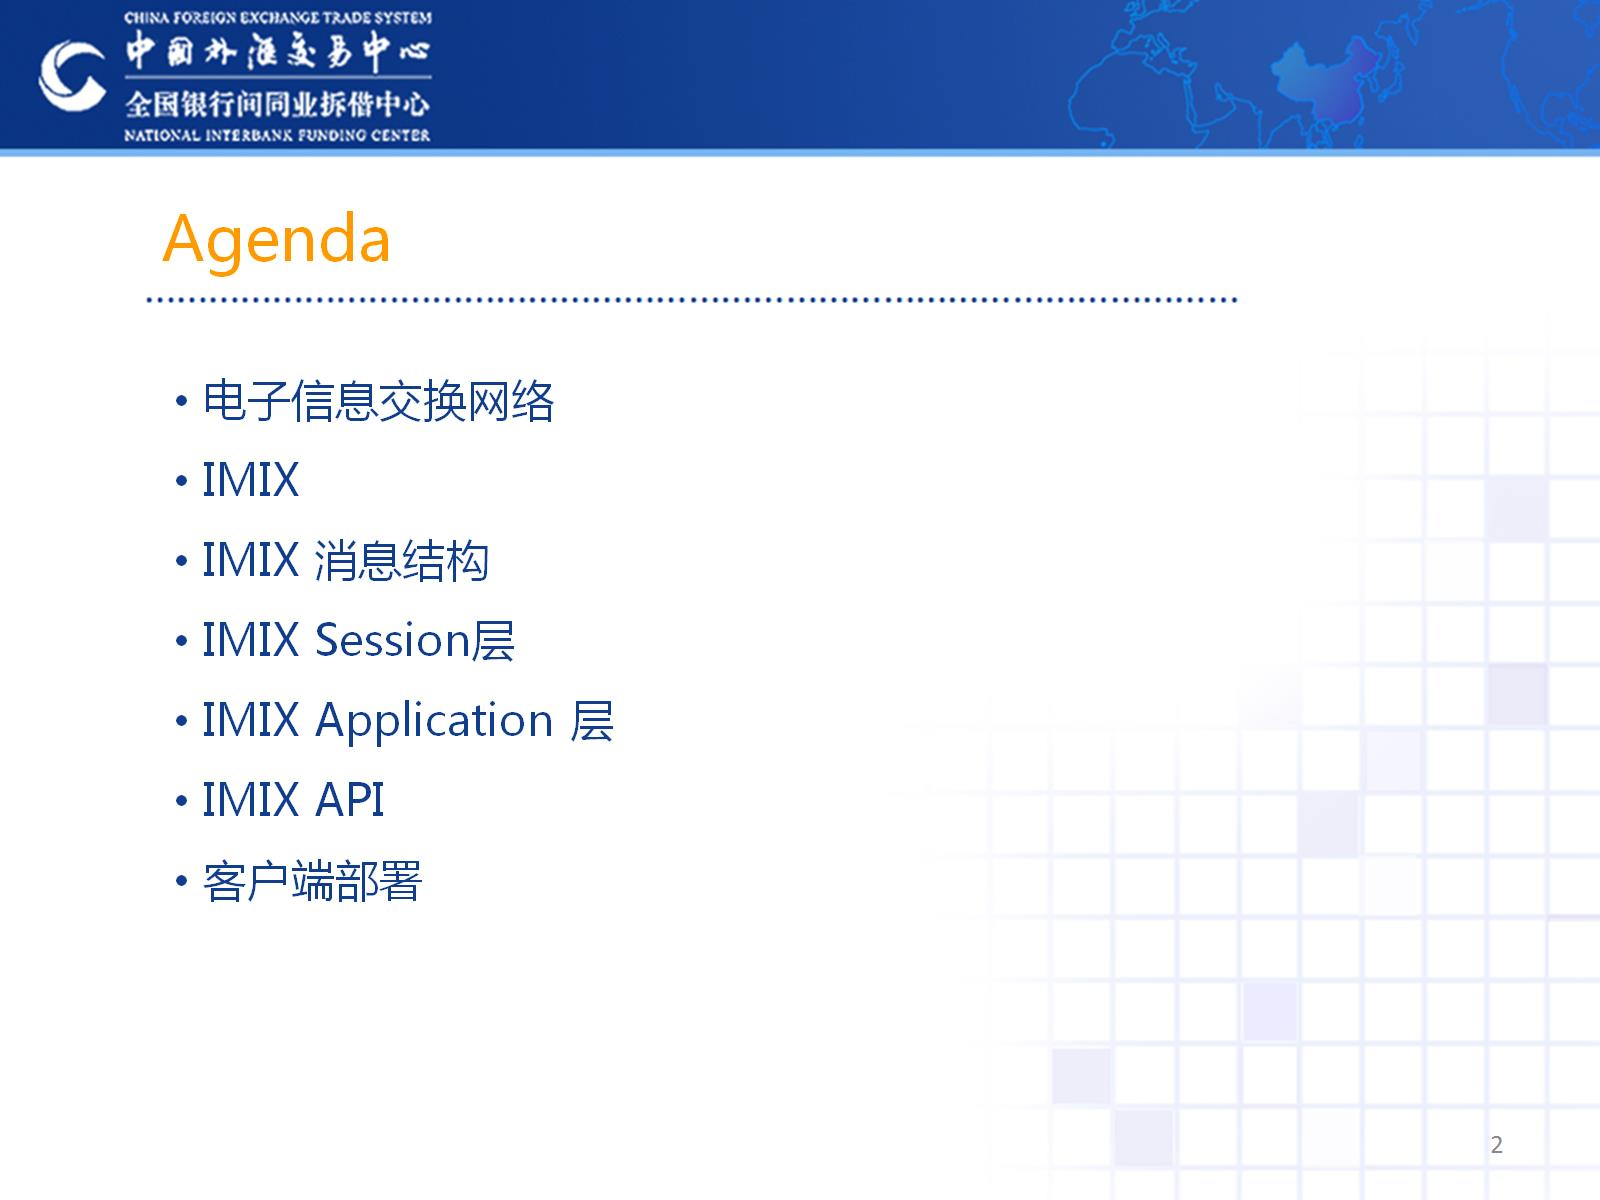 CHINA FOREIGN EXCHANGE TRADE SYSTEM
中国外汇交易中心
全国银行间同业拆借中心
NATIONAL INTERBANK FUNDING CENTER
Agenda
• 电子信息交换网络
• IMIX
• IMIX 消息结构
• IMIX Session层
• IMIX Application 层
• IMIX API
• 客户端部署
2